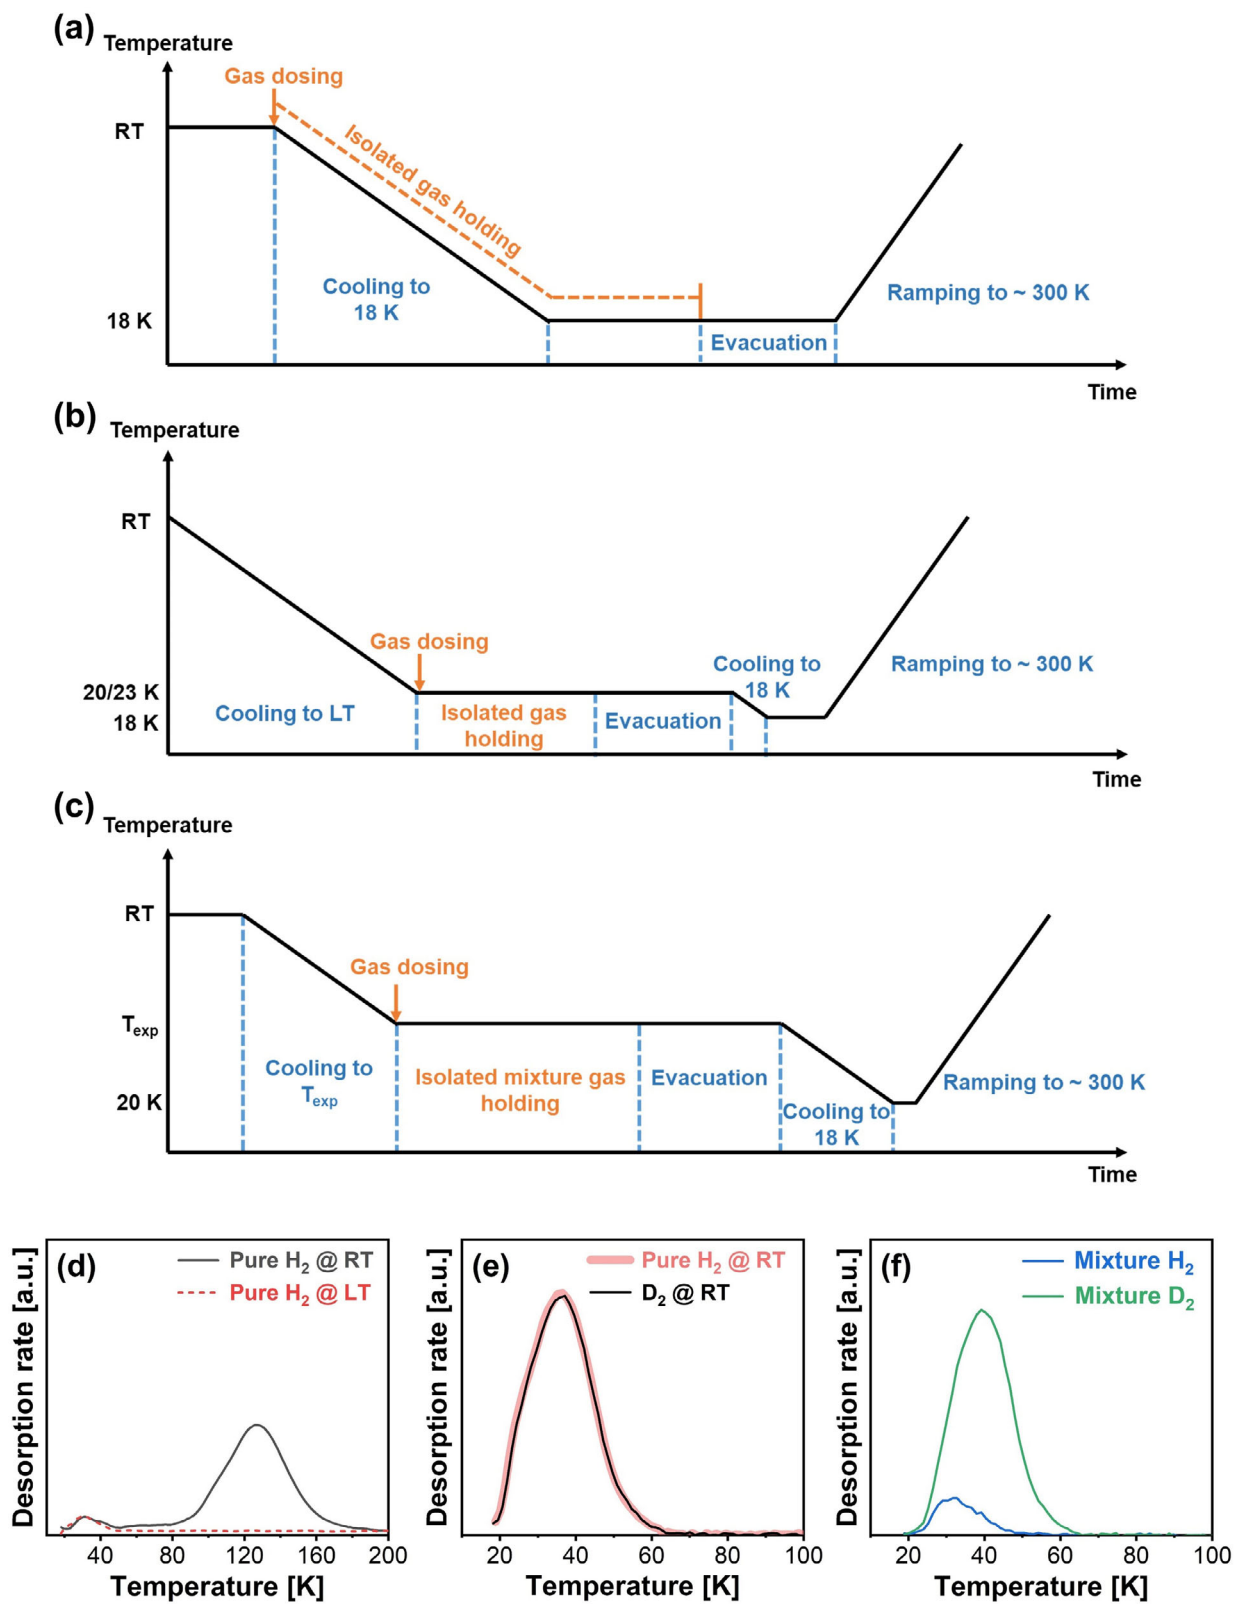 (a)
Temperature
Gas dosing
RT
Isolated gas holding
Cooling to
18 K
Ramping to ~ 300 K
18 K
Evacuation
Time
(b)
Temperature
RT
Gas dosing
Cooling to
18 K
Ramping to ~ 300 K
20/23 K
18 K
Cooling to LT
Isolated gas
holding
Evacuation
Time
(c)
Temperature
RT
Gas dosing
Texp
Cooling to
Texp
Isolated mixture gas
holding
Evacuation
Ramping to ~ 300 K
20 K
Cooling to
18 K
Time
(d)
Pure H₂ @ RT
Pure H₂ @ LT
Desorption rate [a.u.]
40 80 120 160 200
Temperature [K]
(e)
Pure H₂ @ RT
D₂ @ RT
Desorption rate [a.u.]
20 40 60 80 100
Temperature [K]
(f)
Mixture H₂
Mixture D₂
Desorption rate [a.u.]
20 40 60 80 100
Temperature [K]